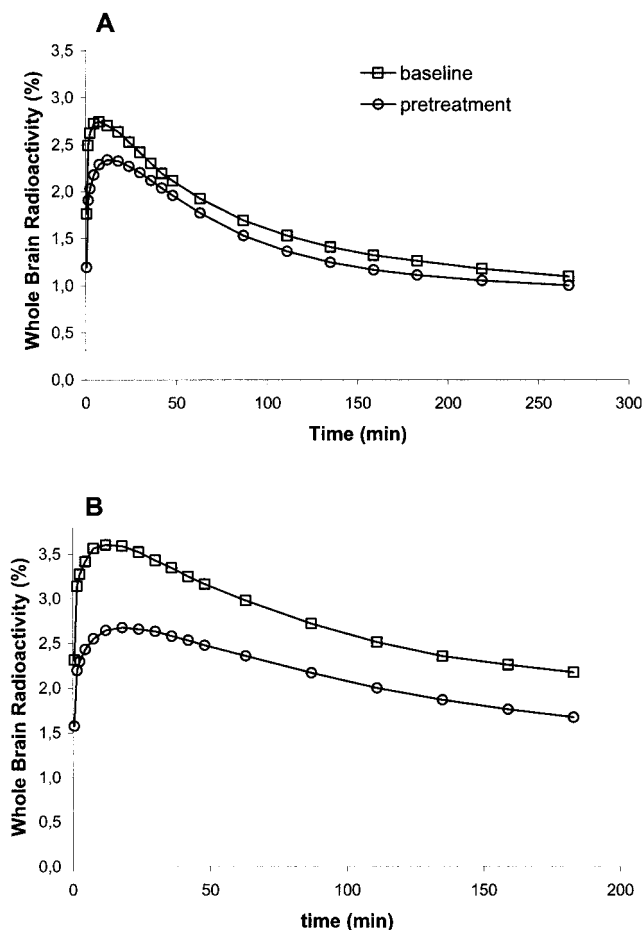 A
Whole Brain Radioactivity (%)
3,5
3,0
2,5
2,0
1,5
1,0
0,5
0,0
baseline
pretreatment
0 50 100 150 200 250 300
Time (min)
B
Whole Brain Radioactivity (%)
3,5
3,0
2,5
2,0
1,5
1,0
0,5
0,0
0 50 100 150 200
time (min)